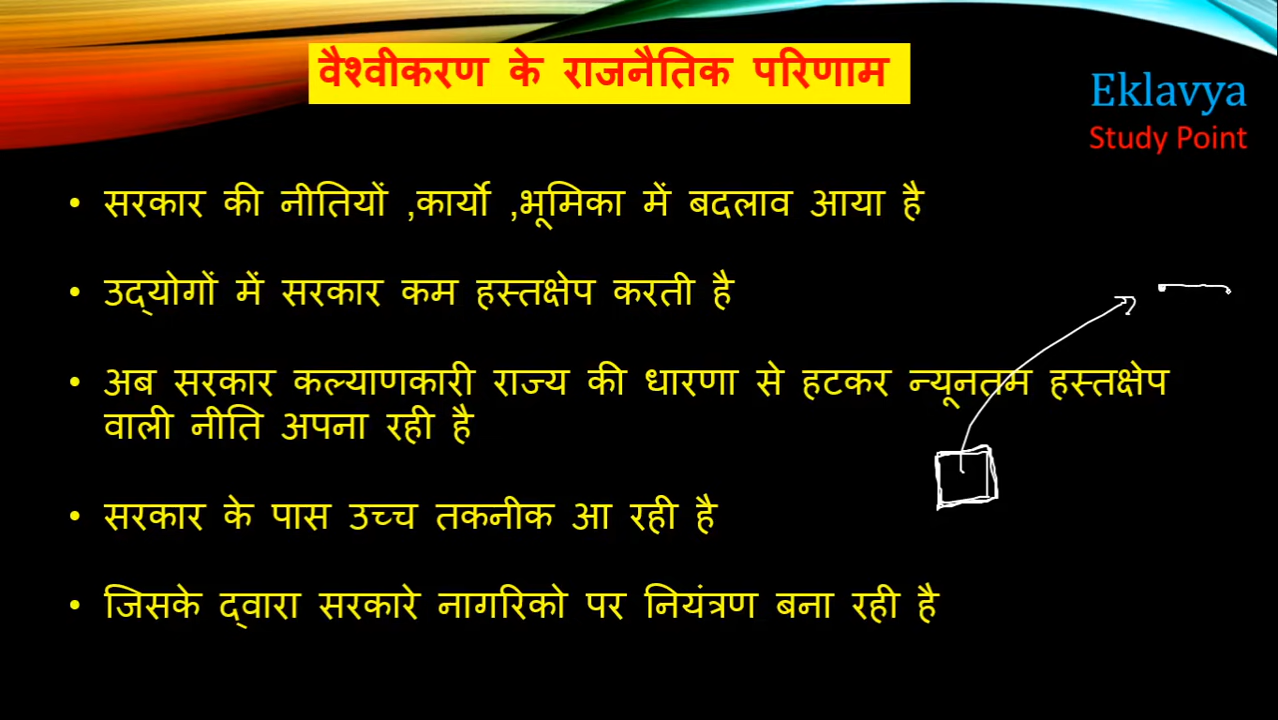 वैश्वीकरण के राजनैतिक परिणाम
Eklavya
Study Point
• सरकार की नीतियों ,कार्यो ,भूमिका में बदलाव आया है
• उद्योगों में सरकार कम हस्तक्षेप करती है
• अब सरकार कल्याणकारी राज्य की धारणा से हटकर न्यूनतम हस्तक्षेप
वाली नीति अपना रही है
• सरकार के पास उच्च तकनीक आ रही है
• जिसके द्वारा सरकारे नागरिको पर नियंत्रण बना रही है